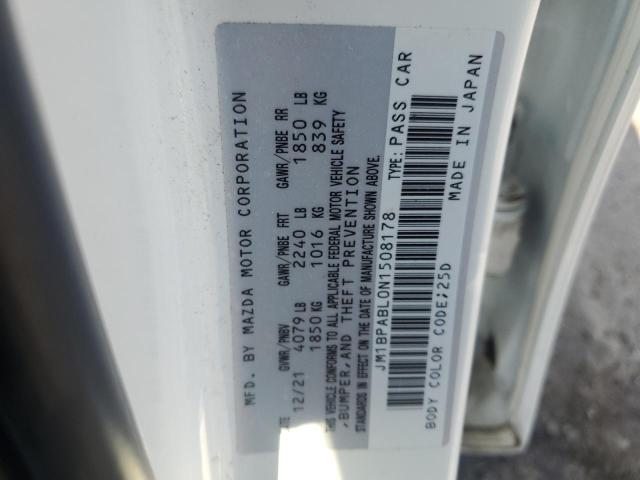 MFD. BY MAZDA MOTOR CORPORATION
DATE GVWR/PNBV GAWR/PNBE FRT GAWR/PNBE RR
12/21 4079 LB 2240 LB 1850 LB
1850 KG 1016 KG 839 KG
THIS VEHICLE CONFORMS TO ALL APPLICABLE FEDERAL MOTOR VEHICLE SAFETY
,BUMPER,AND THEFT PREVENTION
STANDARDS IN EFFECT ON THE DATE OF MANUFACTURE SHOWN ABOVE.
JM1BPABL0N1508178 TYPE:PASS CAR
BODY COLOR CODE;25D MADE IN JAPAN